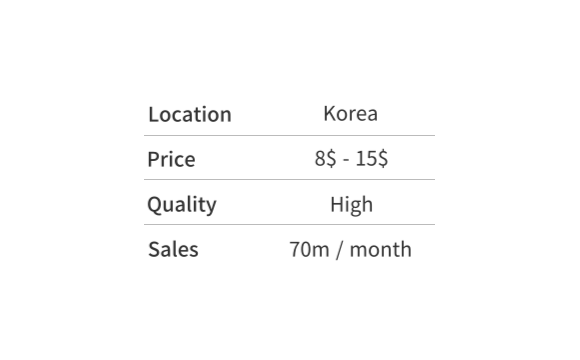 Location Korea
Price 8$ - 15$
Quality High
Sales 70m / month